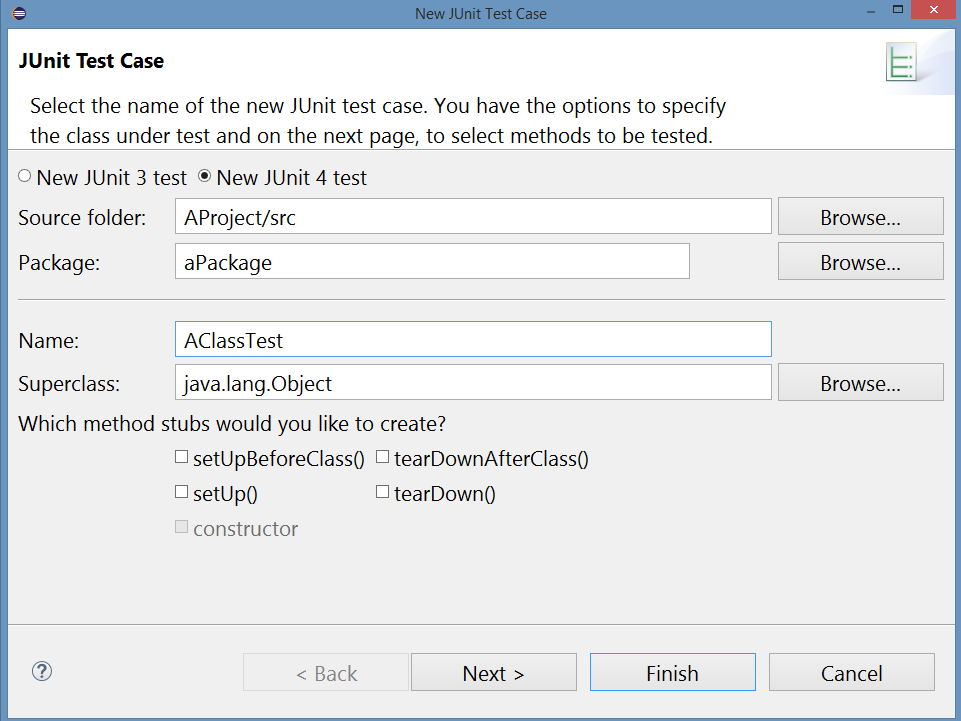 New JUnit Test Case
JUnit Test Case
Select the name of the new JUnit test case. You have the options to specify
the class under test and on the next page, to select methods to be tested.
New JUnit 3 test New JUnit 4 test
Source folder: AProject/src Browse...
Package: aPackage Browse...
Name: AClassTest
Superclass: java.lang.Object Browse...
Which method stubs would you like to create?
setUpBeforeClass() tearDownAfterClass()
setUp() tearDown()
constructor
? < Back Next > Finish Cancel